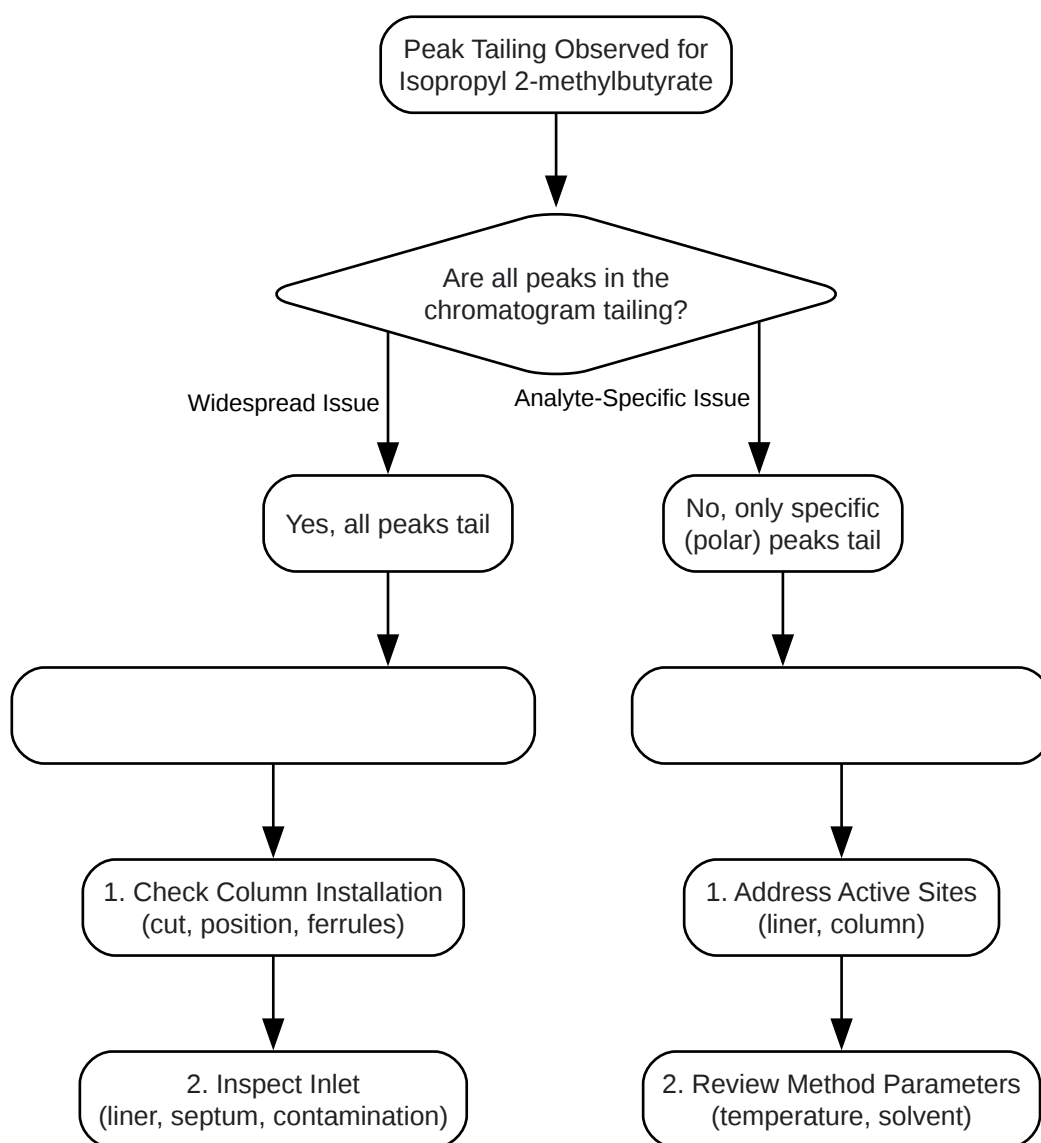 Peak Tailing Observed for
Isopropyl 2-methylbutyrate
Are all peaks in the
chromatogram tailing?
Widespread Issue
Analyte-Specific Issue
Yes, all peaks tail
No, only specific
(polar) peaks tail
1. Check Column Installation
(cut, position, ferrules)
1. Address Active Sites
(liner, column)
2. Inspect Inlet
(liner, septum, contamination)
2. Review Method Parameters
(temperature, solvent)